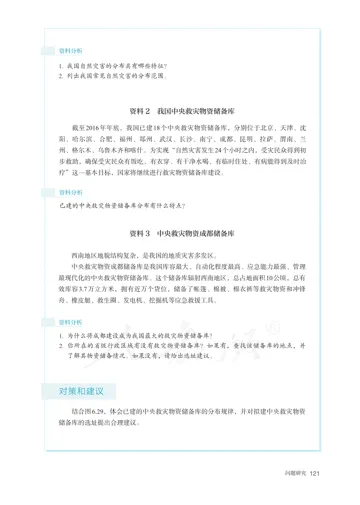 资料分析
1. 我国自然灾害的分布具有哪些特征?
2. 列出我国常见自然灾害的分布范围。
资料 2 我国中央救灾物资储备库
截至2016年年底,我国已建18个中央救灾物资储备库,分别位于北京、天津、沈
阳、哈尔滨、合肥、福州、郑州、武汉、长沙、南宁、成都、昆明、拉萨、渭南、兰
州、格尔木、乌鲁木齐和喀什。为实现“自然灾害发生24个小时之内,受灾民众得到初
步救助,确保受灾民众有饭吃、有衣穿、有干净水喝、有临时住处、有病能得到及时治
疗”这一基本目标,国家将继续进行救灾物资储备库建设。
资料分析
已建的中央救灾物资储备库分布有什么特点?
资料 3 中央救灾物资成都储备库
西南地区地貌结构复杂,是我国的地质灾害多发区。
中央救灾物资成都储备库是我国库容最大、自动化程度最高、应急能力最强、管理
最现代化的中央救灾物资储备库。这个储备库辐射西南地区,总占地面积10公顷,总有
效库容3.7万立方米,拥有近万个货位,储备了帐篷、棉被、棉衣裤等救灾物资和冲锋
舟、橡皮艇、救生圈、发电机、挖掘机等应急救援工具。
资料分析
1. 为什么将成都建设成为我国最大的救灾物资储备库?
2. 你所在的省级行政区域有没有救灾物资储备库?如果有,查找该储备库的地点,并
了解其物资储备情况。如果没有,请给出选址建议。
对策和建议
结合图6.29,体会已建的中央救灾物资储备库的分布规律,并对拟建中央救灾物资
储备库的选址提出合理建议。
问题研究 121